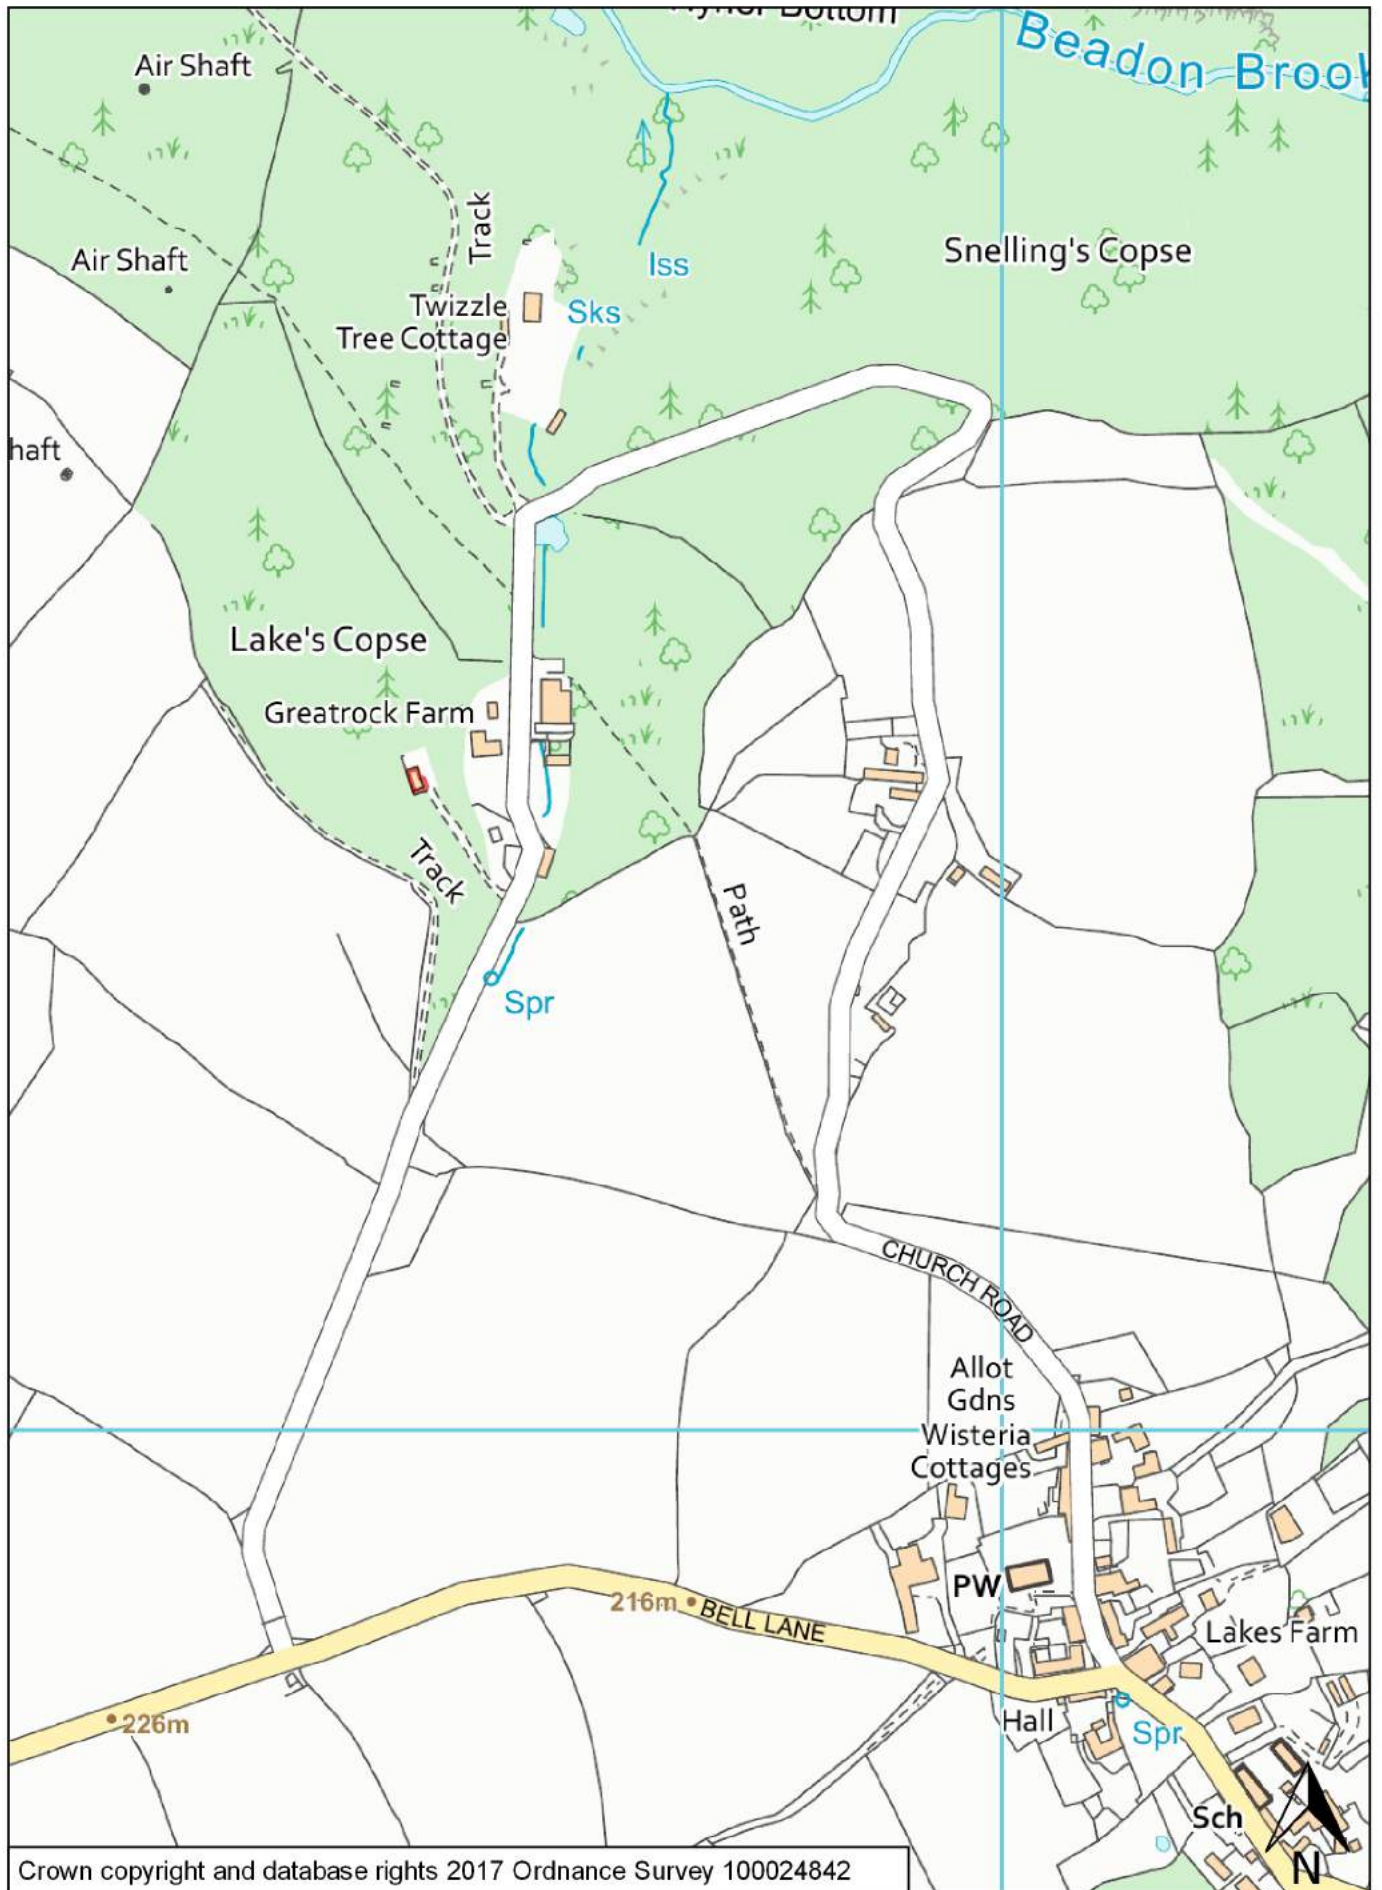 Bottom
Beadon Brook
Air Shaft
Track
Air Shaft
Iss
Snelling's Copse
Twizzle
Tree Cottage
Sks
haft
Lake's Copse
Greatrock Farm
Track
Path
Spr
CHURCH ROAD
Allot
Gdns
Wisteria
Cottages
PW
216m
BELL LANE
Lakes Farm
226m
Hall
Spr
Sch
N
Crown copyright and database rights 2017 Ordnance Survey 100024842